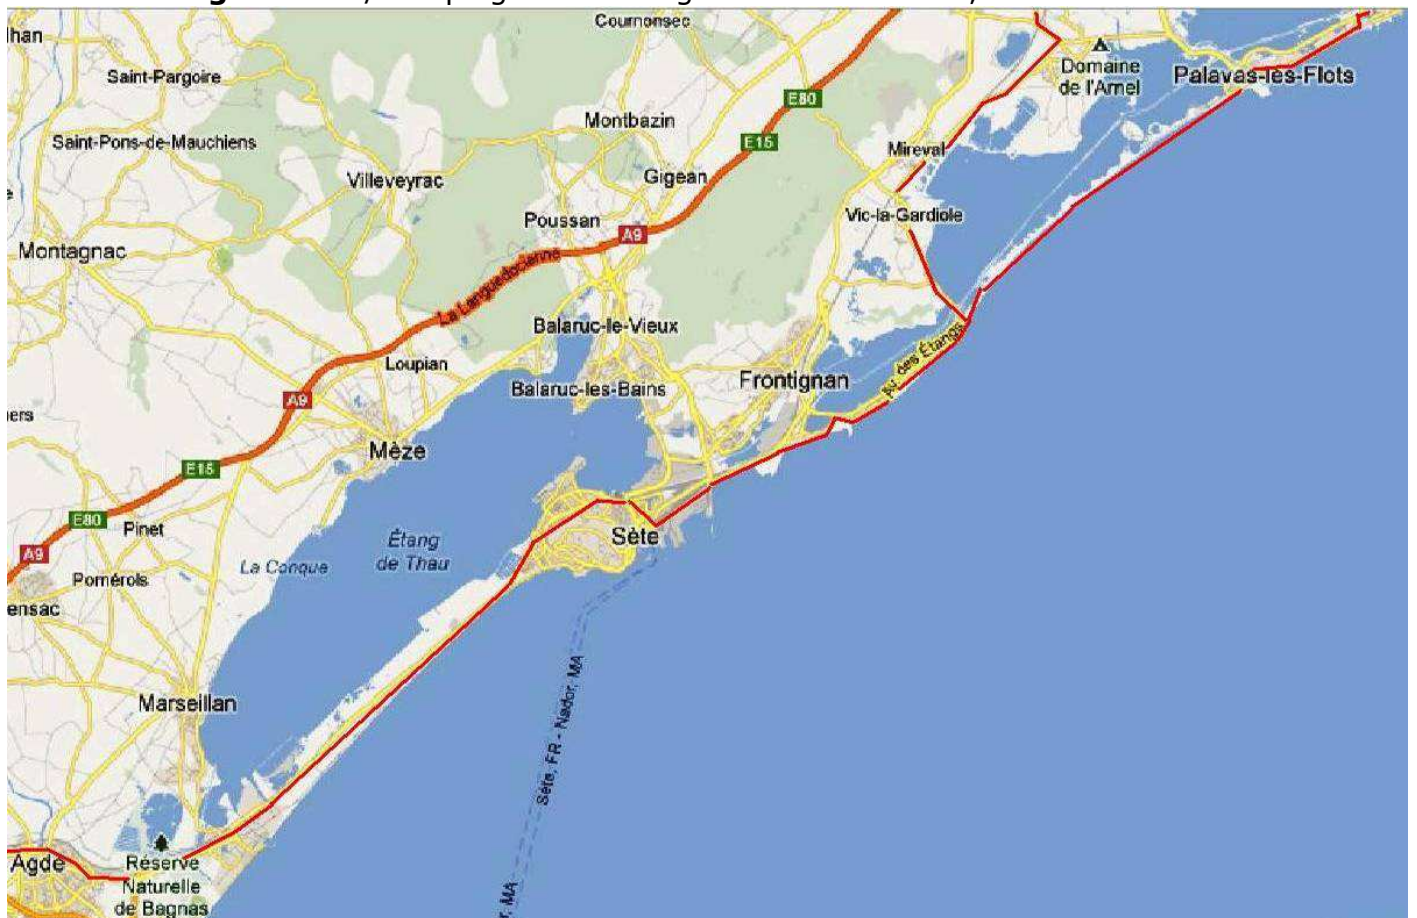 Cournonsec
Saint-Pargoire
Domaine
de l'Arnel
Palavas-les-Flots
E80
Montbazin
E15
Saint-Pons-de-Mauchiens
Mireval
Gigean
Villeveyrac
Vic-la-Gardiole
Poussan
A9
Montagnac
La Languedocienne
Balaruc-le-Vieux
Av. des Étangs
Loupian
Balaruc-les-Bains
Frontignan
A9
ers
Mèze
E15
E80
Pinet
Sète
Étang
de Thau
A9
La Conque
Pomérols
ensac
Sète, FR - Nador, MA
Marseillan
Agde
Réserve
Naturelle
de Bagnas
r, MA